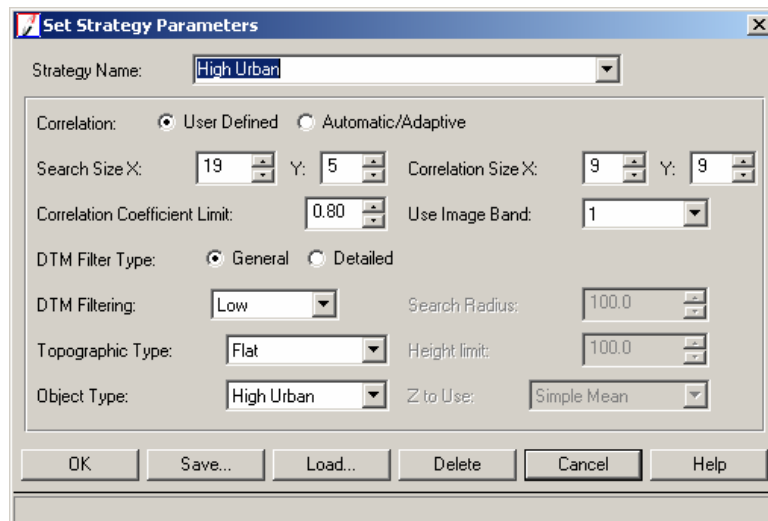 Set Strategy Parameters
Strategy Name: High Urban
Correlation: User Defined Automatic/Adaptive
Search Size X: 19 Y: 5 Correlation Size X: 9 Y: 9
Correlation Coefficient Limit: 0.80 Use Image Band: 1
DTM Filter Type: General Detailed
DTM Filtering: Low Search Radius: 100.0
Topographic Type: Flat Height limit: 100.0
Object Type: High Urban Z to Use: Simple Mean
OK Save... Load... Delete Cancel Help